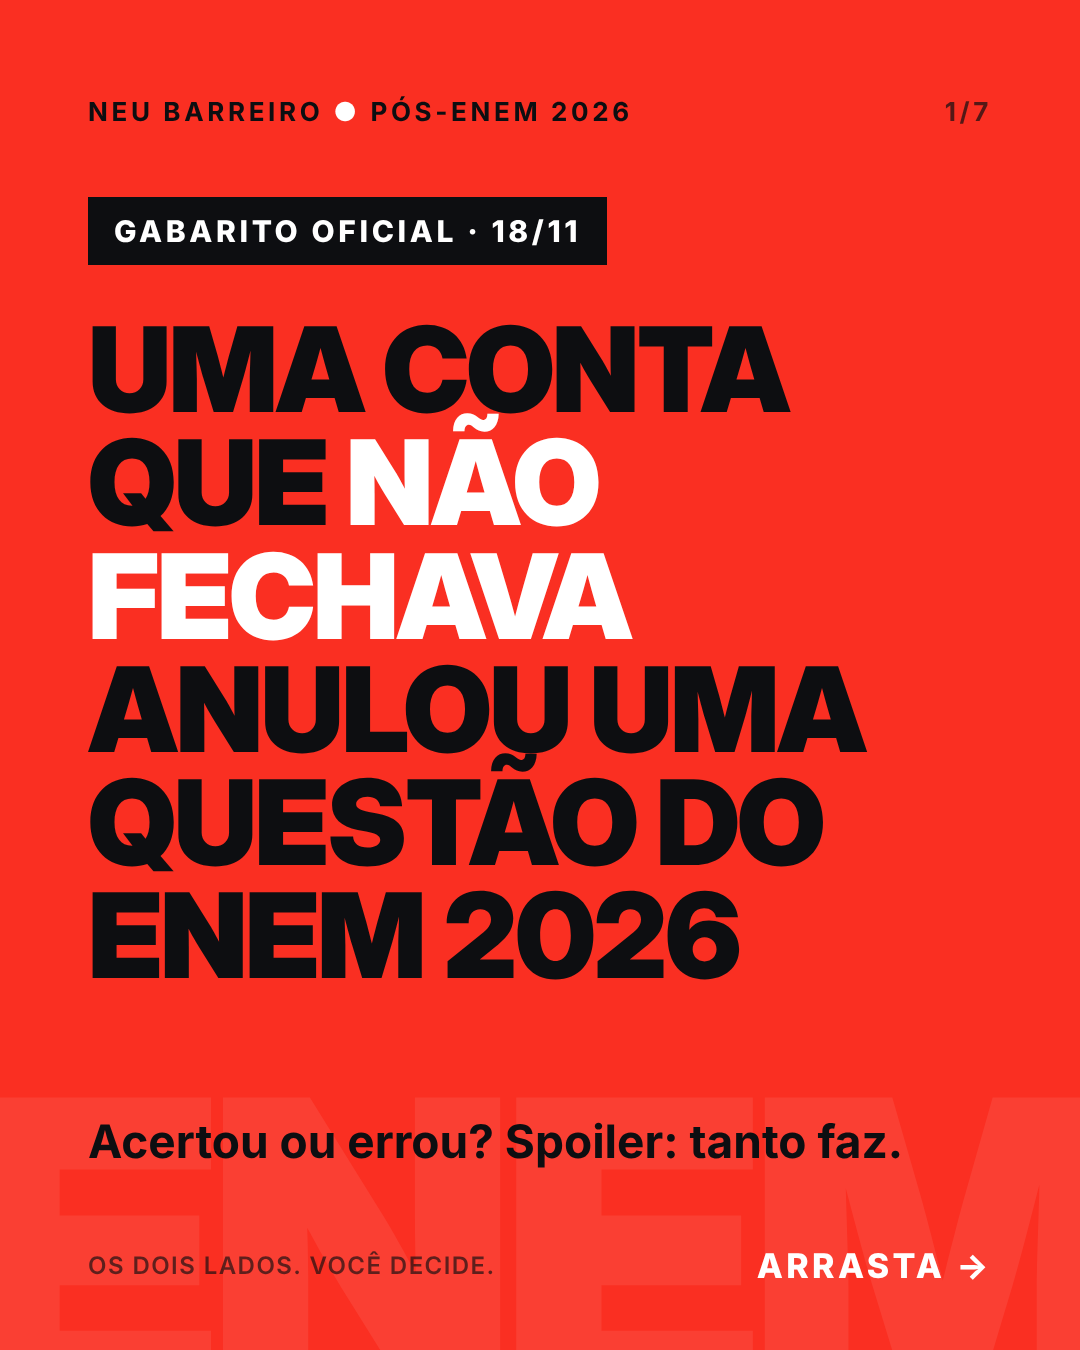 NEU BARREIRO ● PÓS-ENEM 2026
1/7
GABARITO OFICIAL · 18/11
UMA CONTA
QUE NÃO
FECHAVA
ANULOU UMA
QUESTÃO DO
ENEM 2026
Acertou ou errou? Spoiler: tanto faz.
OS DOIS LADOS. VOCÊ DECIDE.
ARRASTA →
ENEM